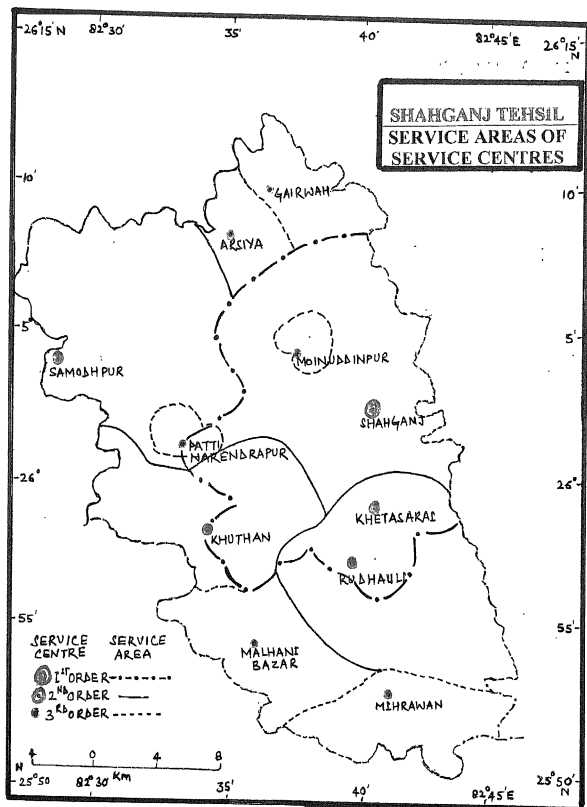 26°15'N 82°30' 35' 40' 82°45'E 26°15'
N
SHAHGANJ TEHSIL
SERVICE AREAS OF
SERVICE CENTRES
10' 10'
GAIRWAH
ARSIYA
5' 5'
MOINUDDINPUR
SAMODHPUR
SHAHGANJ
PATTI
NARENDRAPUR
26° 26°
KHETASARAI
KHUTHAN
RUDHAULI
55' 55'
SERVICE CENTRE
SERVICE AREA
MALHANI
BAZAR
1ST ORDER
2ND ORDER
3RD ORDER
MIHRAWAN
4 0 4 8
KM
N
25°50 82°30' 35' 40' 82°45' 25°50'
N